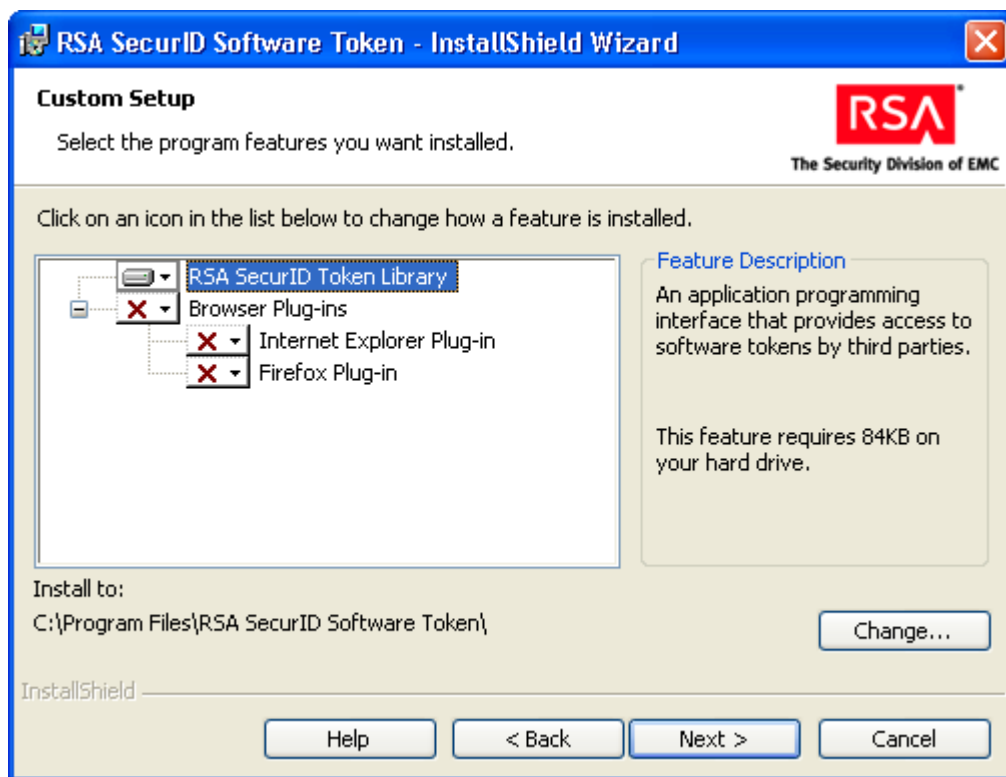 RSA SecurID Software Token - InstallShield Wizard
Custom Setup
Select the program features you want installed.
RSA
The Security Division of EMC
Click on an icon in the list below to change how a feature is installed.
RSA SecurID Token Library
Browser Plug-ins
Internet Explorer Plug-in
Firefox Plug-in
Feature Description
An application programming
interface that provides access to
software tokens by third parties.
This feature requires 84KB on
your hard drive.
Install to:
C:\Program Files\RSA SecurID Software Token\
Change...
InstallShield
Help
< Back
Next >
Cancel